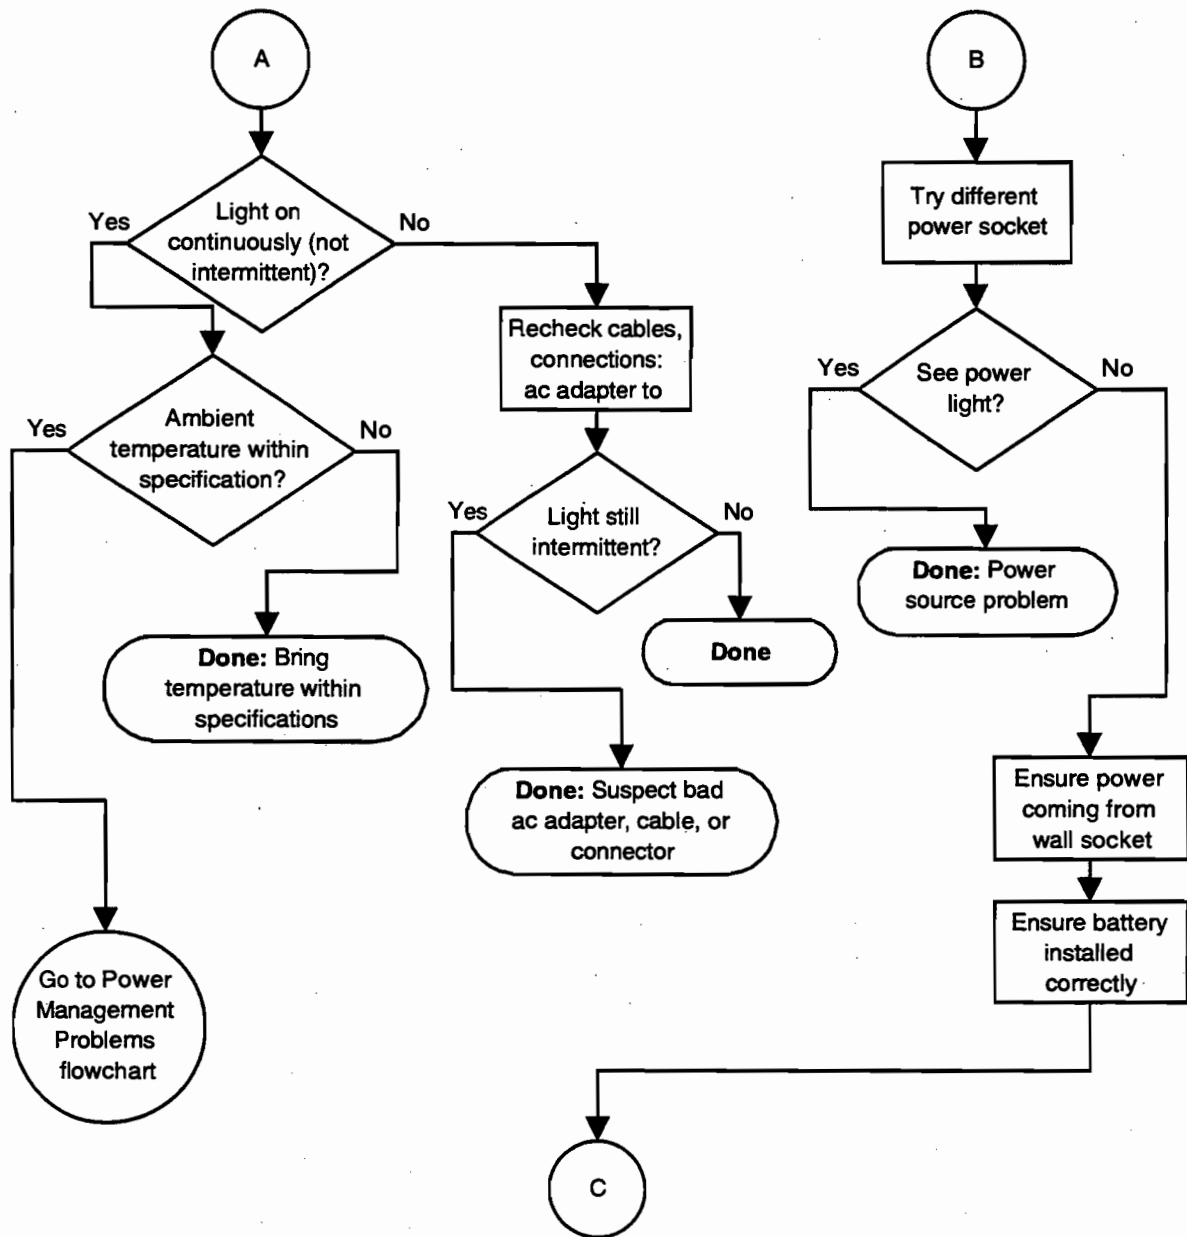 A
B
Yes
Light on
continuously (not
intermittent)?
No
Try different
power socket
Recheck cables,
connections:
ac adapter to
Yes
See power
light?
No
Yes
Ambient
temperature within
specification?
No
Yes
Light still
intermittent?
No
Done: Power
source problem
Done: Bring
temperature within
specifications
Done
Done: Suspect bad
ac adapter, cable, or
connector
Ensure power
coming from
wall socket
Ensure battery
installed
correctly
Go to Power
Management
Problems
flowchart
C